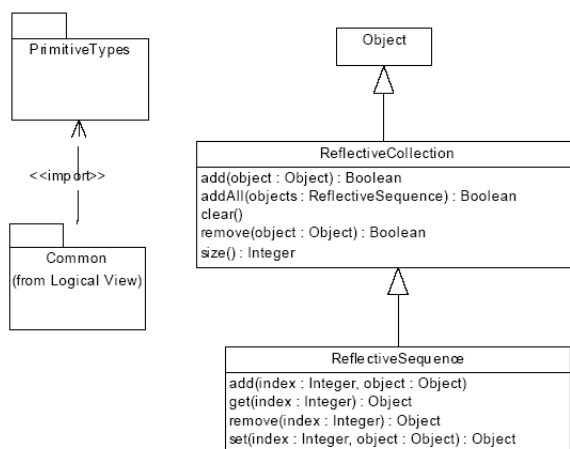 PrimitiveTypes
<<import>>
Common
(from Logical View)
Object
ReflectiveCollection
add(object : Object) : Boolean
addAll(objects : ReflectiveSequence) : Boolean
clear()
remove(object : Object) : Boolean
size() : Integer
ReflectiveSequence
add(index : Integer, object : Object)
get(index : Integer) : Object
remove(index : Integer) : Object
set(index : Integer, object : Object) : Object